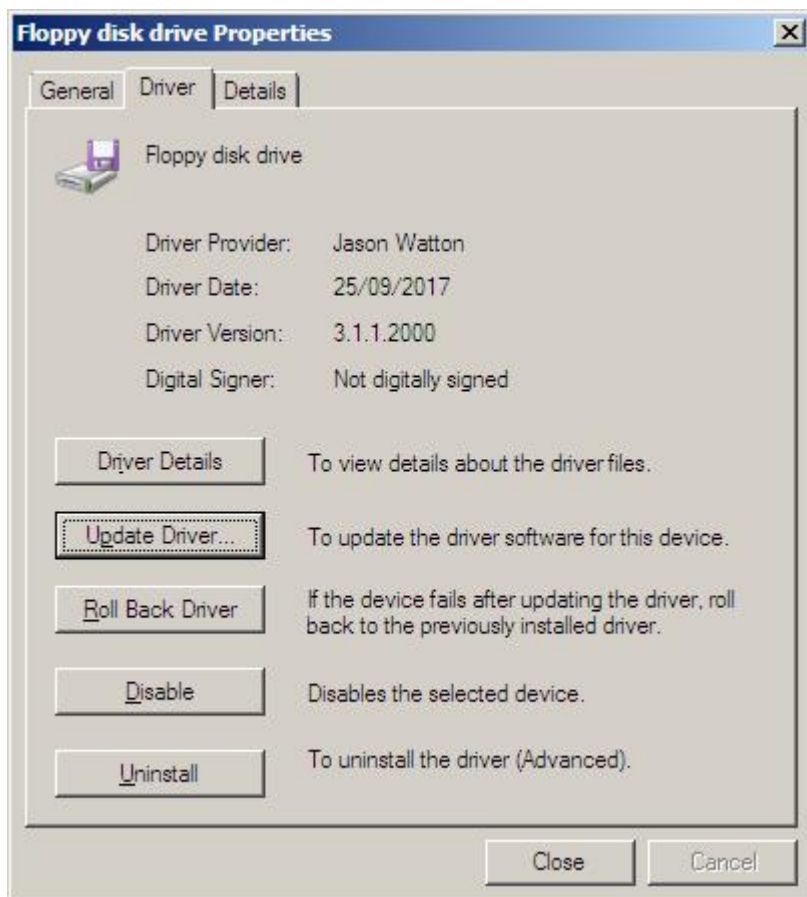 Floppy disk drive Properties
General Driver Details
Floppy disk drive
Driver Provider: Jason Watton
Driver Date: 25/09/2017
Driver Version: 3.1.1.2000
Digital Signer: Not digitally signed
Driver Details To view details about the driver files.
Update Driver... To update the driver software for this device.
Roll Back Driver If the device fails after updating the driver, roll
back to the previously installed driver.
Disable Disables the selected device.
Uninstall To uninstall the driver (Advanced).
Close Cancel